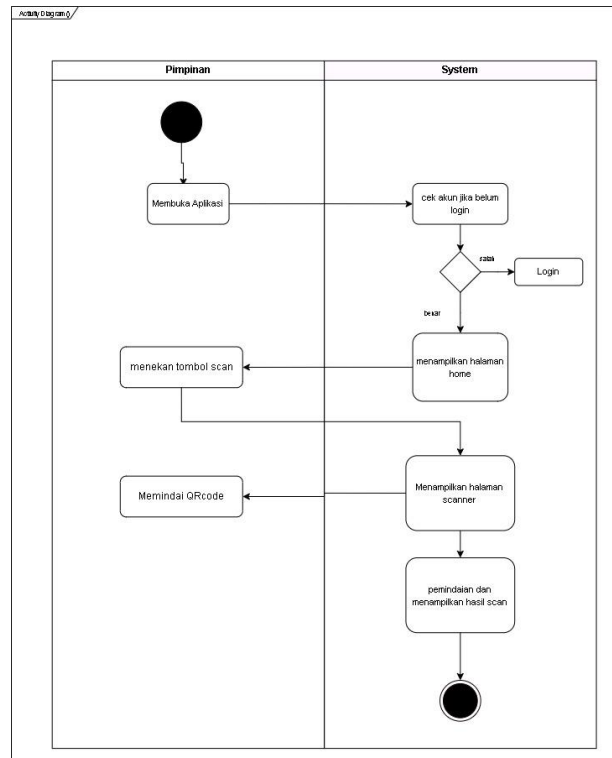 Activity Diagram ()
Pimpinan
System
Membuka Aplikasi
cek akun jika belum
login
salah
Login
benar
menekan tombol scan
menampilkan halaman
home
Menampilkan halaman
scanner
Memindai QRcode
pemindaian dan
menampilkan hasil scan